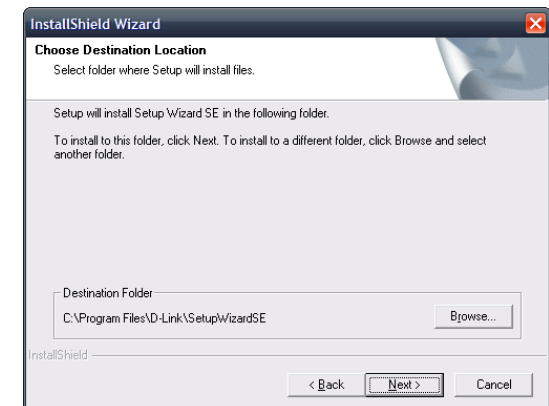 InstallShield Wizard
Choose Destination Location
Select folder where Setup will install files.
Setup will install Setup Wizard SE in the following folder.
To install to this folder, click Next. To install to a different folder, click Browse and select
another folder.
Destination Folder
C:\Program Files\D-Link\SetupWizardSE
Browse...
InstallShield
< Back
Next >
Cancel